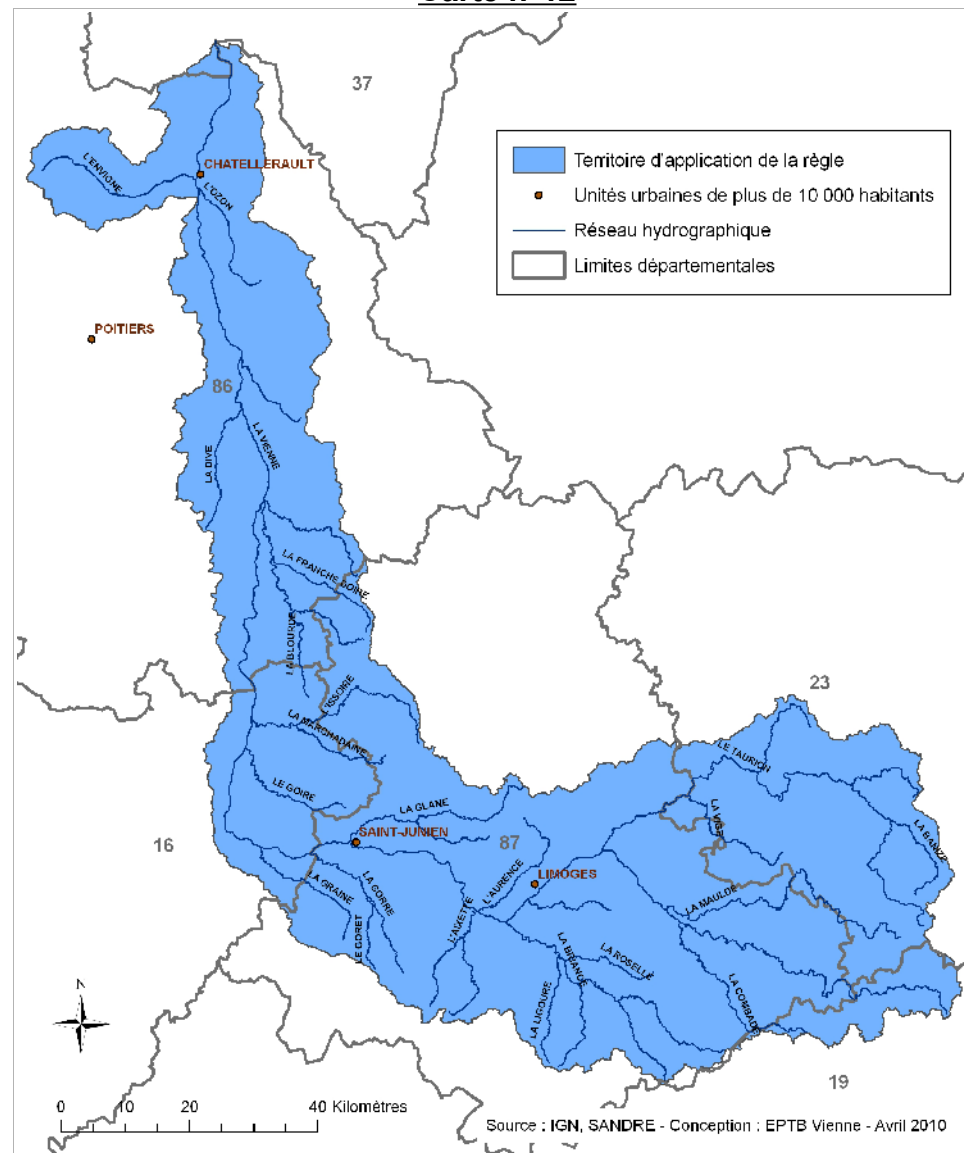 37
Territoire d'application de la règle
Unités urbaines de plus de 10 000 habitants
Réseau hydrographique
Limites départementales
CHATELLERAULT
L'ENVIGNE
L'OZON
POITIERS
86
LA VIENNE
LA DIVE
LA FRANCHE DOIRE
LA BLOURDE
L'ISSOIRE
23
LA MARCHADAINE
LE TAURION
LE GOIRE
LA GLANE
LA VIGE
LA BANIZE
16
SAINT-JUNIEN
87
LIMOGES
L'AURENCE
LA GRAINE
LA GORRE
LA MAULDE
LE GORET
L'AIXETTE
LA BRIANCE
LA ROSELLE
LA LIGOURE
LA COMBADE
N
19
0 10 20 40 Kilomètres
Source : IGN, SANDRE - Conception : EPTB Vienne - Avril 2010